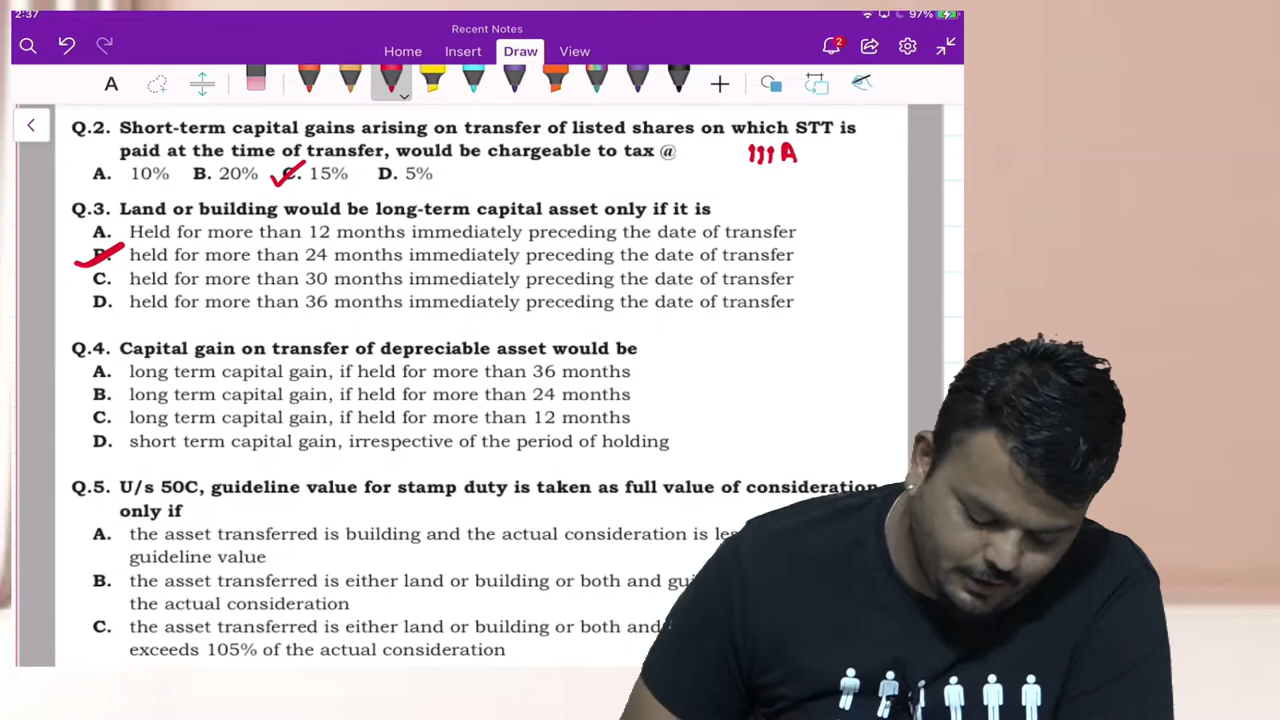 2:37
97%
Recent Notes
Home Insert Draw View
2
A
Q.2. Short-term capital gains arising on transfer of listed shares on which STT is
paid at the time of transfer, would be chargeable to tax @ 111A
A. 10% B. 20% C. 15% D. 5%
Q.3. Land or building would be long-term capital asset only if it is
A. Held for more than 12 months immediately preceding the date of transfer
B. held for more than 24 months immediately preceding the date of transfer
C. held for more than 30 months immediately preceding the date of transfer
D. held for more than 36 months immediately preceding the date of transfer
Q.4. Capital gain on transfer of depreciable asset would be
A. long term capital gain, if held for more than 36 months
B. long term capital gain, if held for more than 24 months
C. long term capital gain, if held for more than 12 months
D. short term capital gain, irrespective of the period of holding
Q.5. U/s 50C, guideline value for stamp duty is taken as full value of consideration
only if
A. the asset transferred is building and the actual consideration is
guideline value
B. the asset transferred is either land or building or both and
the actual consideration
C. the asset transferred is either land or building or both and
exceeds 105% of the actual consideration